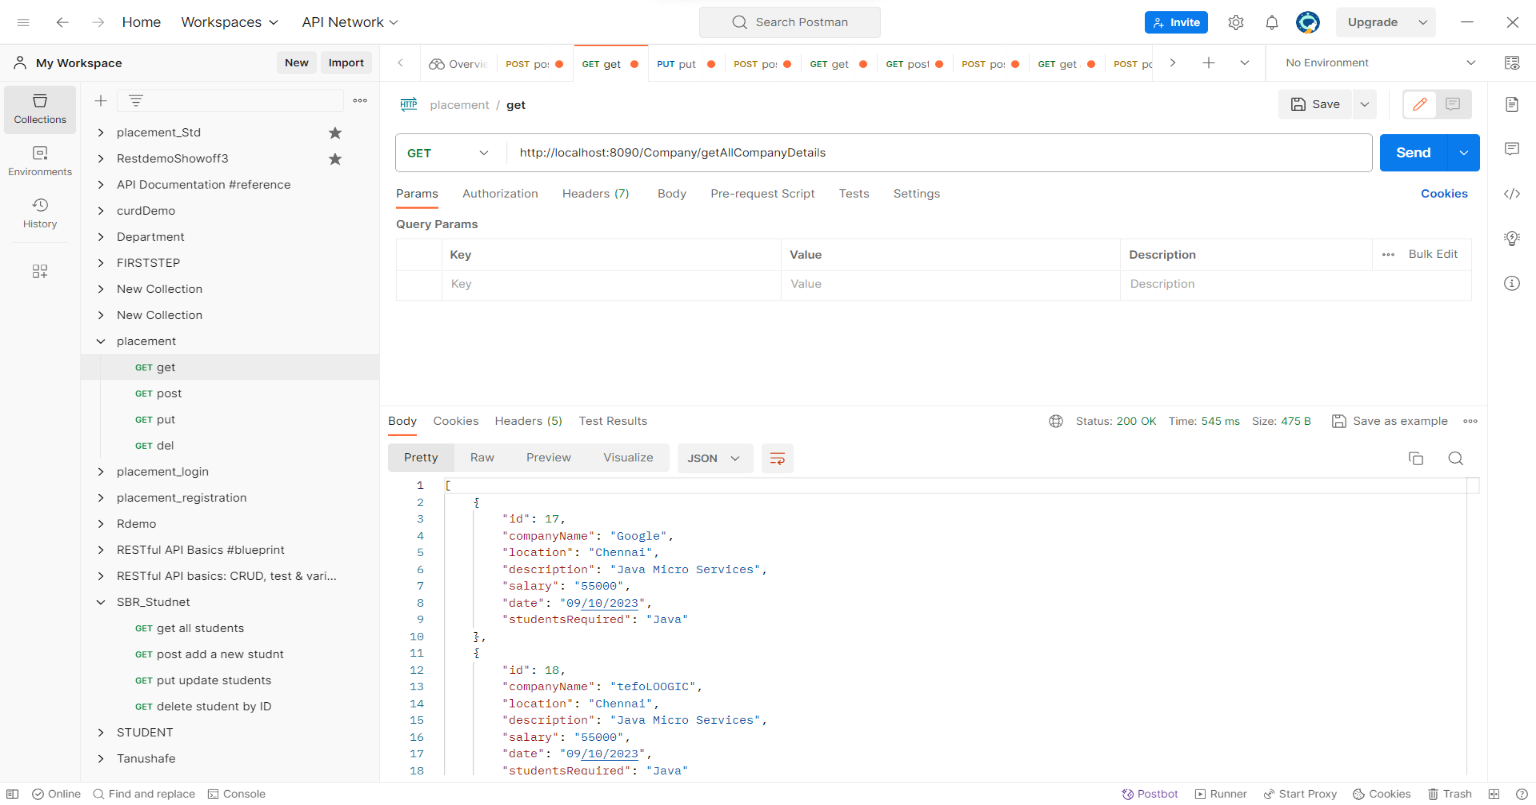 Home Workspaces API Network Search Postman Invite Upgrade
My Workspace New Import
Overvie POST pos GET get PUT put POST pos GET get GET post POST pos GET get POST po No Environment
Collections
Environments
History
placement_Std
RestdemoShowoff3
API Documentation #reference
curdDemo
Department
FIRSTSTEP
New Collection
New Collection
placement
GET get
GET post
GET put
GET del
placement_login
placement_registration
Rdemo
RESTful API Basics #blueprint
RESTful API basics: CRUD, test & vari...
SBR_Studnet
GET get all students
GET post add a new studnt
GET put update students
GET delete student by ID
STUDENT
Tanushafe
HTTP placement / get Save
GET http://localhost:8090/Company/getAllCompanyDetails Send
Params Authorization Headers (7) Body Pre-request Script Tests Settings Cookies
Query Params
Key Value Description Bulk Edit
Key Value Description
Body Cookies Headers (5) Test Results Status: 200 OK Time: 545 ms Size: 475 B Save as example
Pretty Raw Preview Visualize JSON
1 [
2 {
3 "id": 17,
4 "companyName": "Google",
5 "location": "Chennai",
6 "description": "Java Micro Services",
7 "salary": "55000",
8 "date": "09/10/2023",
9 "studentsRequired": "Java"
10 },
11 {
12 "id": 18,
13 "companyName": "tefoLOOGIC",
14 "location": "Chennai",
15 "description": "Java Micro Services",
16 "salary": "55000",
17 "date": "09/10/2023",
18 "studentsRequired": "Java"
Online Find and replace Console Postbot Runner Start Proxy Cookies Trash